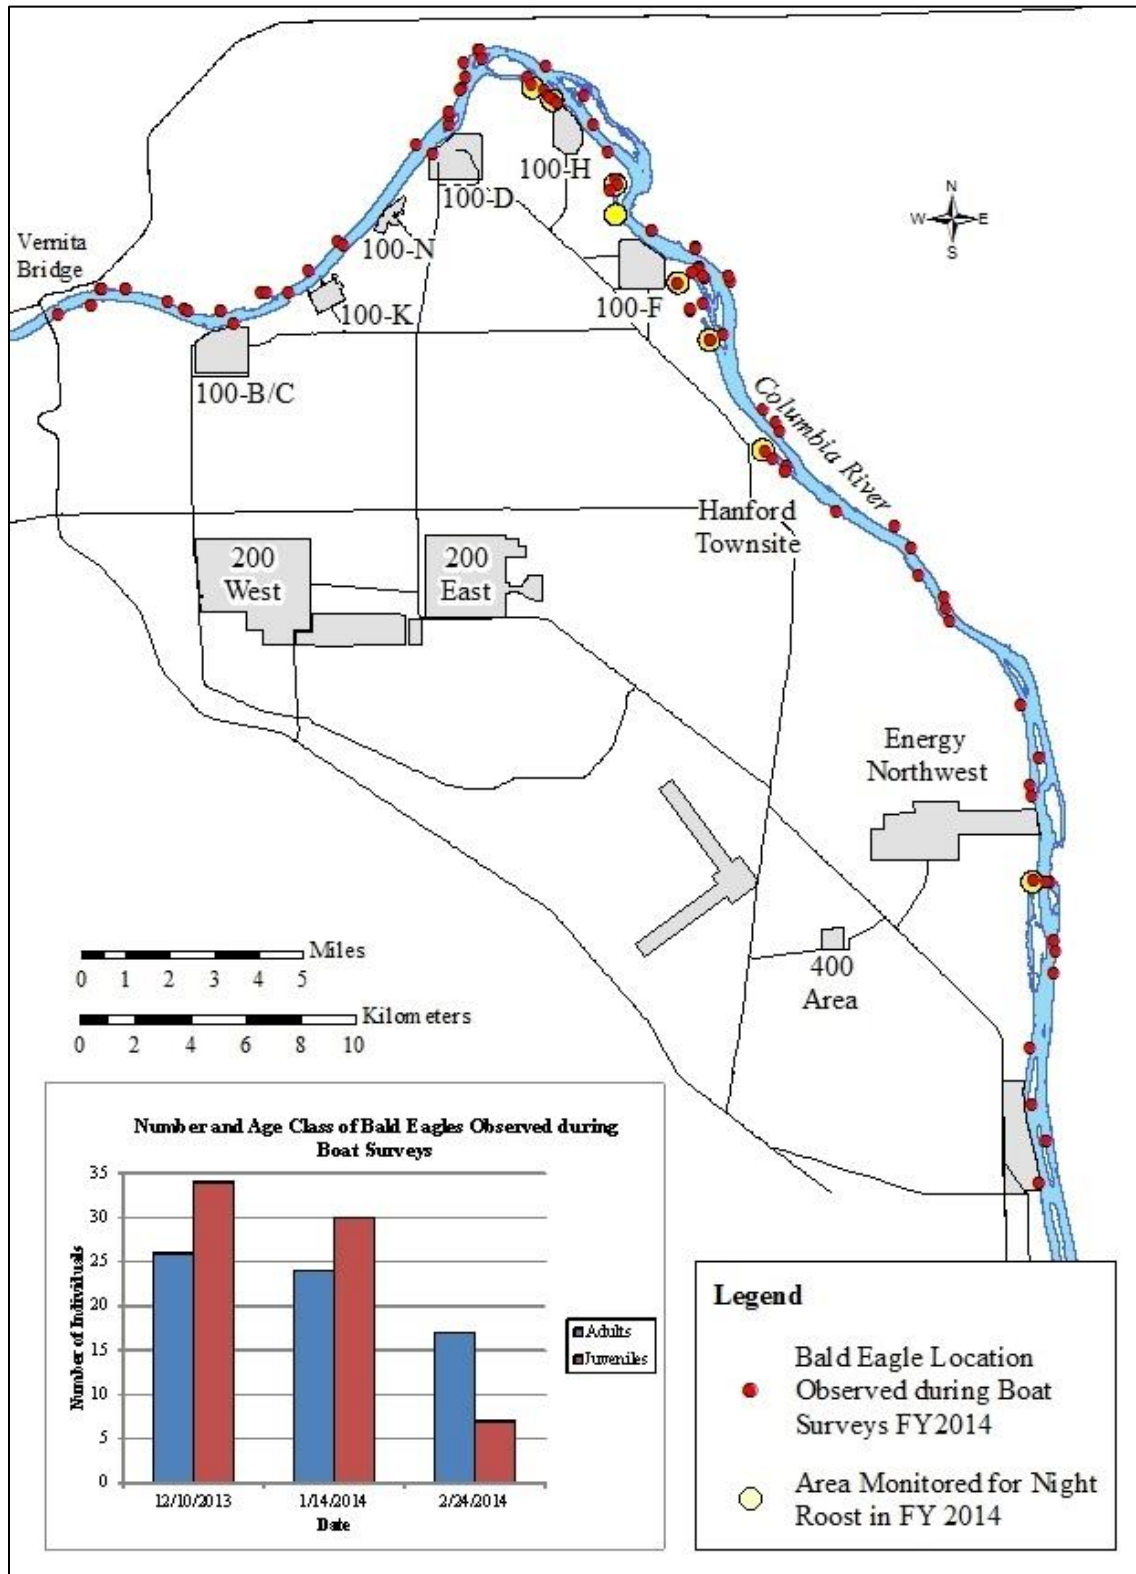 N
W E
S
100-H
100-D
100-N
Vernita
Bridge
100-F
100-K
100-B/C
Columbia River
Hanford
Townsite
200
West
200
East
Energy
Northwest
400
Area
Miles
0 1 2 3 4 5
Kilometers
0 2 4 6 8 10
Number and Age Class of Bald Eagles Observed during
Boat Surveys
Number of Individuals
35
30
25
20
15
10
5
0
12/10/2013 1/14/2014 2/24/2014
Date
Adults
Juveniles
Legend
Bald Eagle Location
Observed during Boat
Surveys FY2014
Area Monitored for Night
Roost in FY 2014